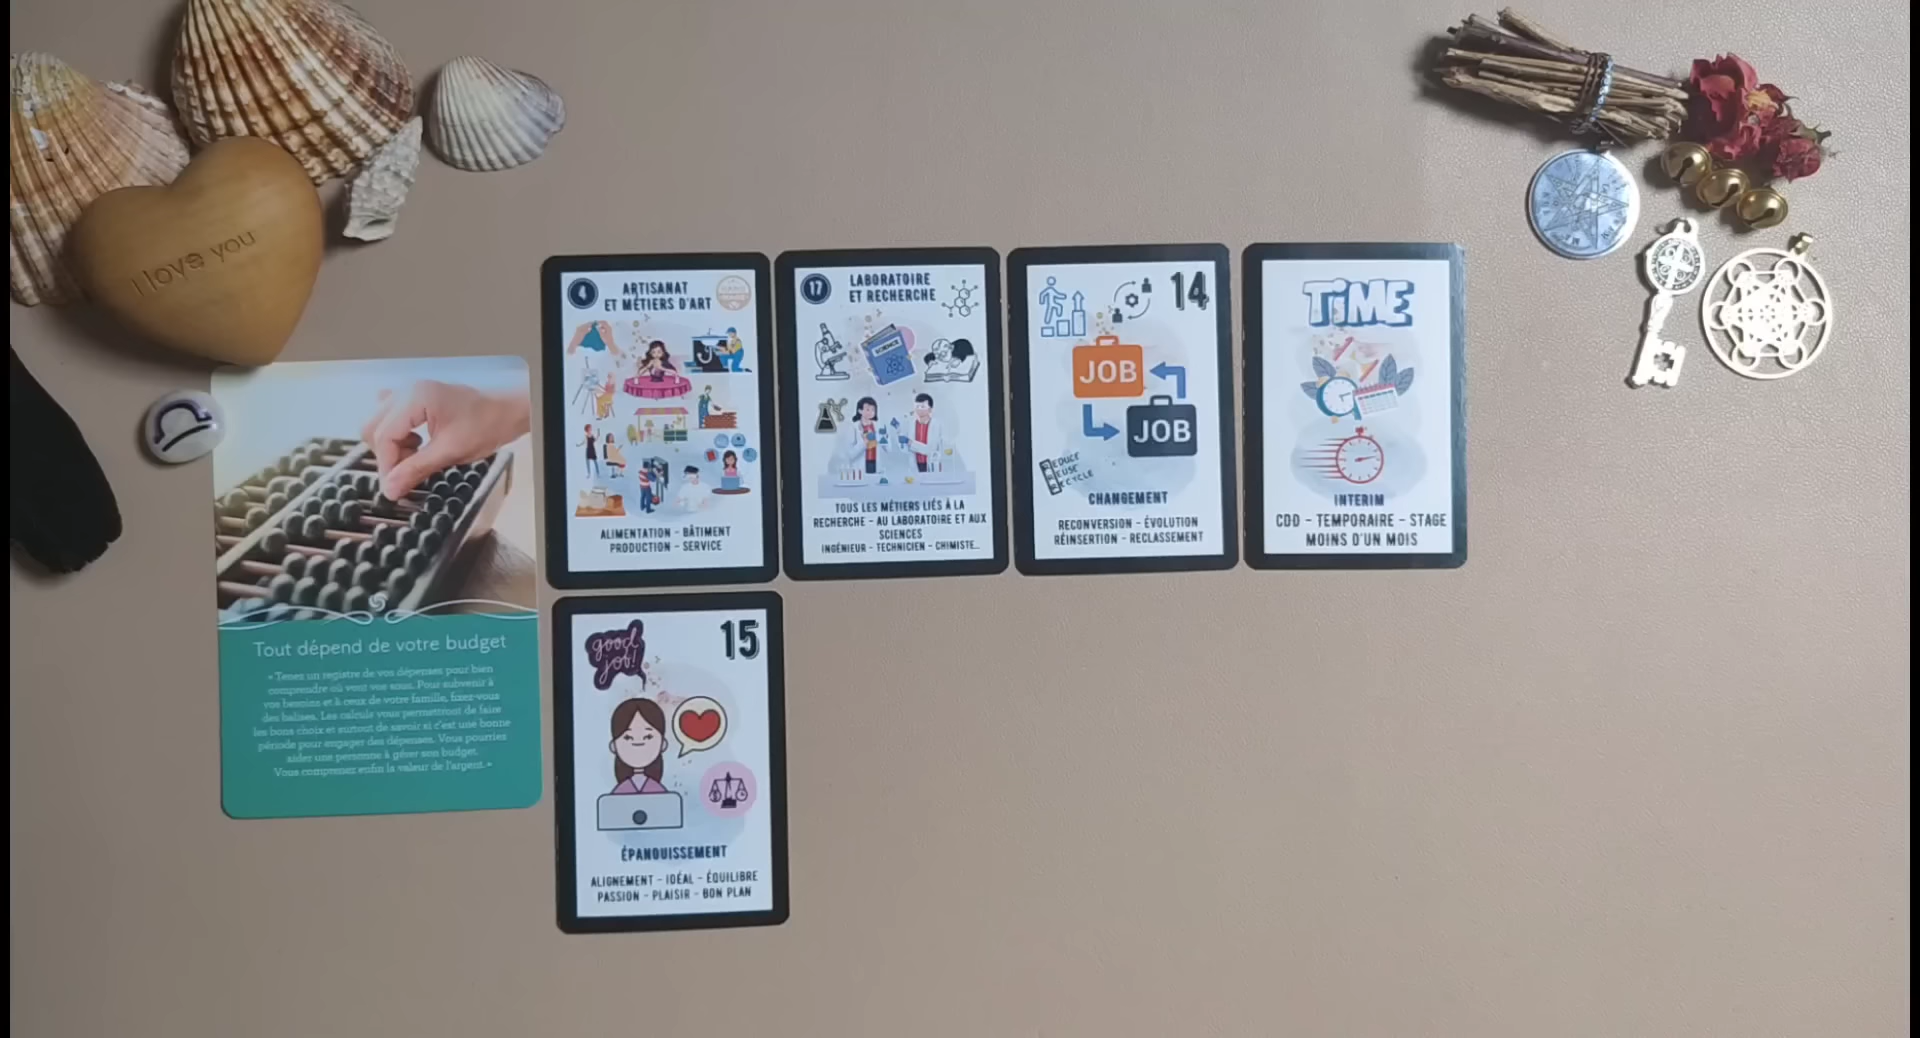 I love you
Tout dépend de votre budget
« Tenez un registre de vos dépenses pour bien
comprendre où vont vos sous. Pour subvenir à
vos besoins et à ceux de votre famille, fixez-vous
des balises. Les calculs vous permettront de faire
les bons choix et surtout de savoir si c'est une bonne
période pour engager des dépenses. Vous pourriez
aider une personne à gérer son budget.
Vous comprenez enfin la valeur de l'argent. »
4
ARTISANAT
ET MÉTIERS D'ART
ALIMENTATION - BÂTIMENT
PRODUCTION - SERVICE
17
LABORATOIRE
ET RECHERCHE
SCIENCE
TOUS LES MÉTIERS LIÉS À LA
RECHERCHE - AU LABORATOIRE ET AUX
SCIENCES
INGÉNIEUR - TECHNICIEN - CHIMISTE...
14
JOB
JOB
REDUCE
REUSE
RECYCLE
CHANGEMENT
RECONVERSION - ÉVOLUTION
RÉINSERTION - RECLASSEMENT
TIME
INTERIM
CDD - TEMPORAIRE - STAGE
MOINS D'UN MOIS
good
job!
15
ÉPANOUISSEMENT
ALIGNEMENT - IDÉAL - ÉQUILIBRE
PASSION - PLAISIR - BON PLAN